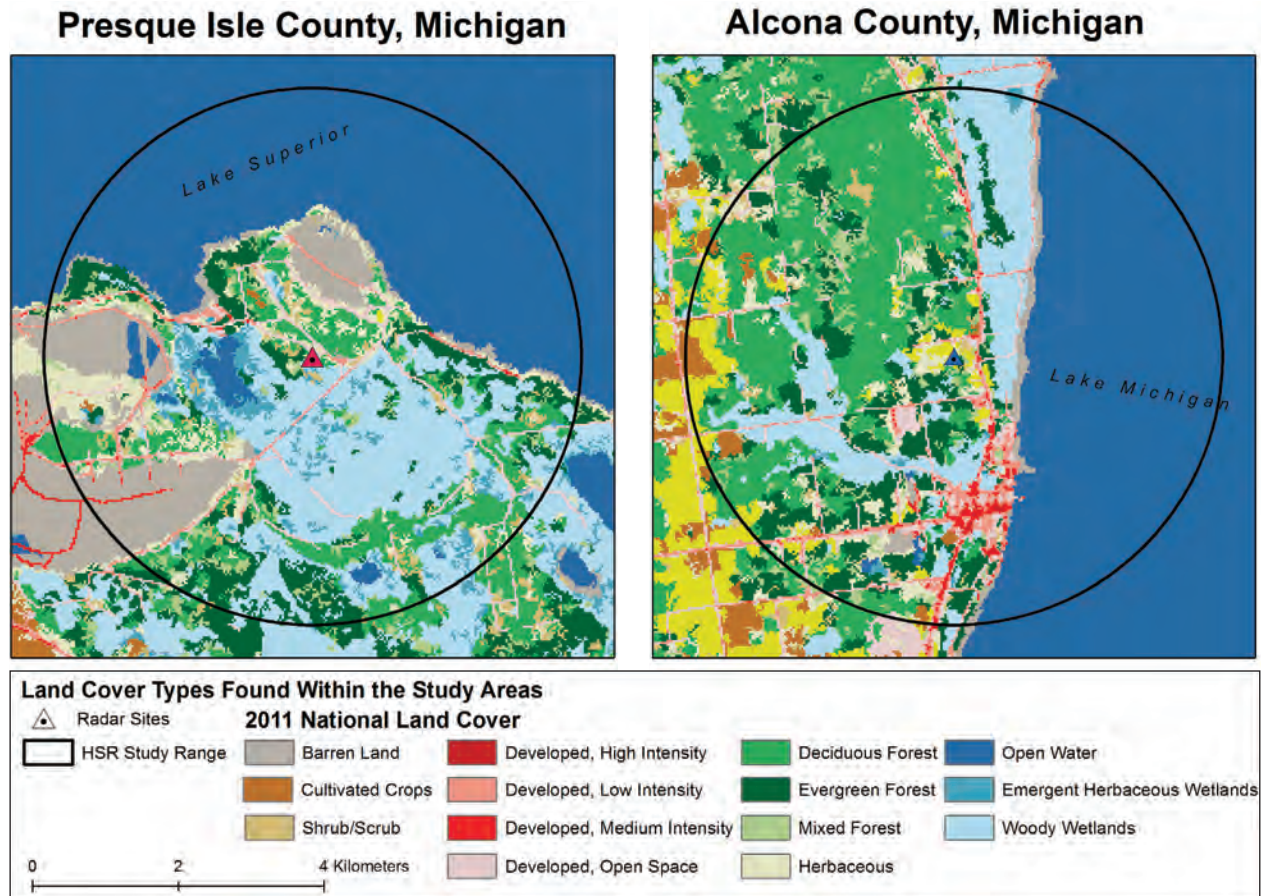 Presque Isle County, Michigan
Alcona County, Michigan
Lake Superior
Lake Michigan
Land Cover Types Found Within the Study Areas
Radar Sites
2011 National Land Cover
HSR Study Range
Barren Land
Developed, High Intensity
Deciduous Forest
Open Water
Cultivated Crops
Developed, Low Intensity
Evergreen Forest
Emergent Herbaceous Wetlands
Shrub/Scrub
Developed, Medium Intensity
Mixed Forest
Woody Wetlands
Developed, Open Space
Herbaceous
0 2 4 Kilometers